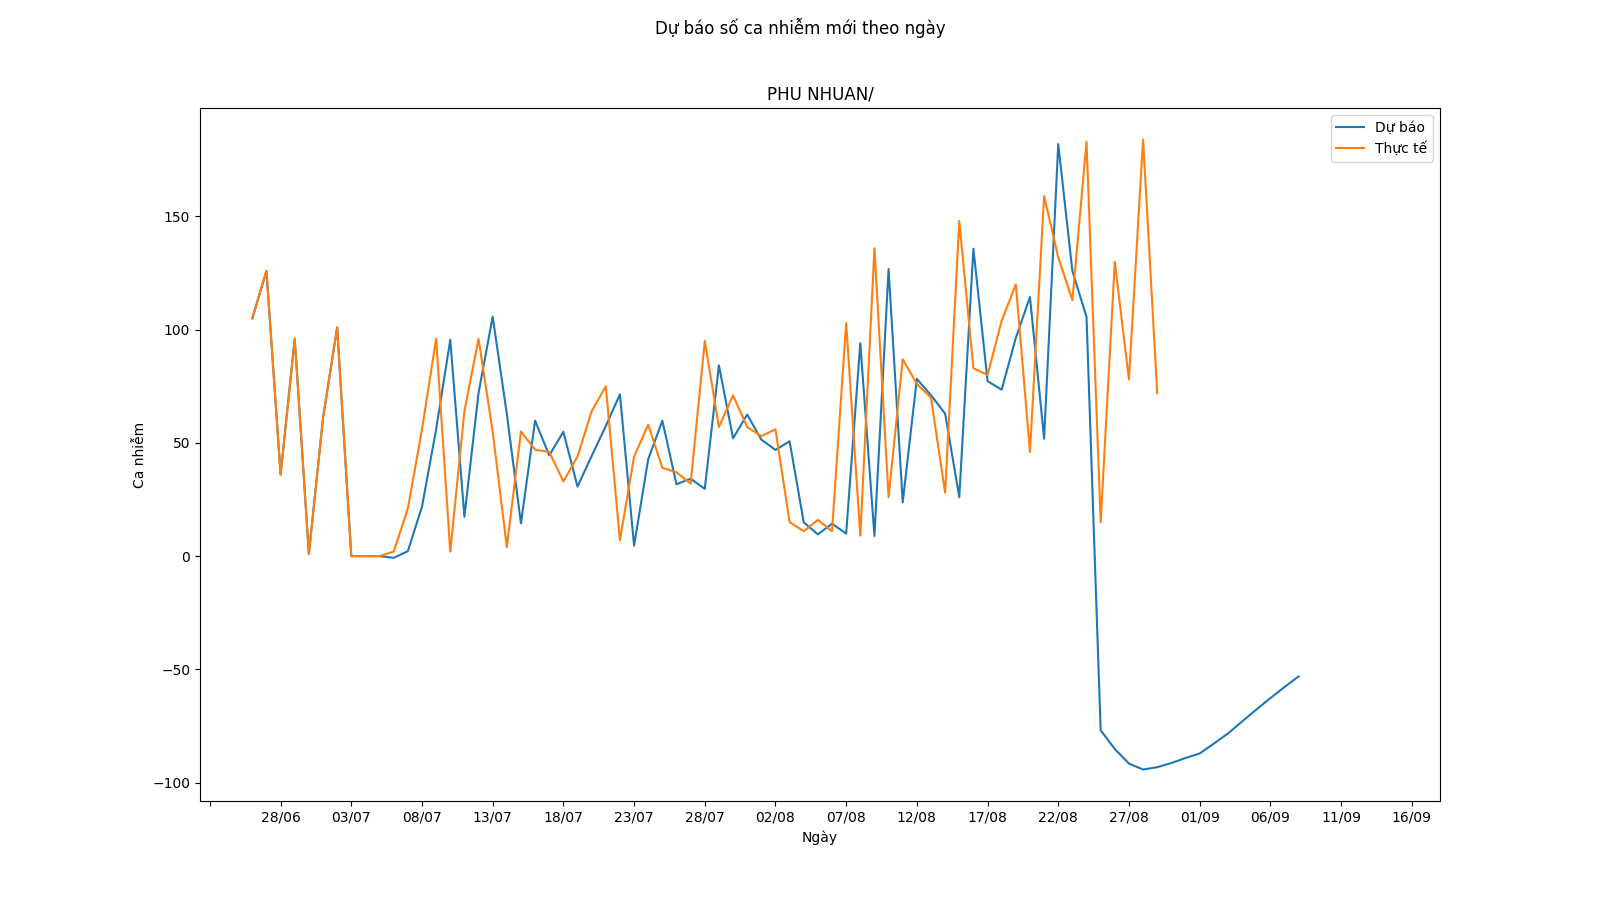 Dự báo số ca nhiễm mới theo ngày
PHU NHUAN/
Dự báo
Thực tế
Ca nhiễm
150
100
50
0
−50
−100
28/06 03/07 08/07 13/07 18/07 23/07 28/07 02/08 07/08 12/08 17/08 22/08 27/08 01/09 06/09 11/09 16/09
Ngày